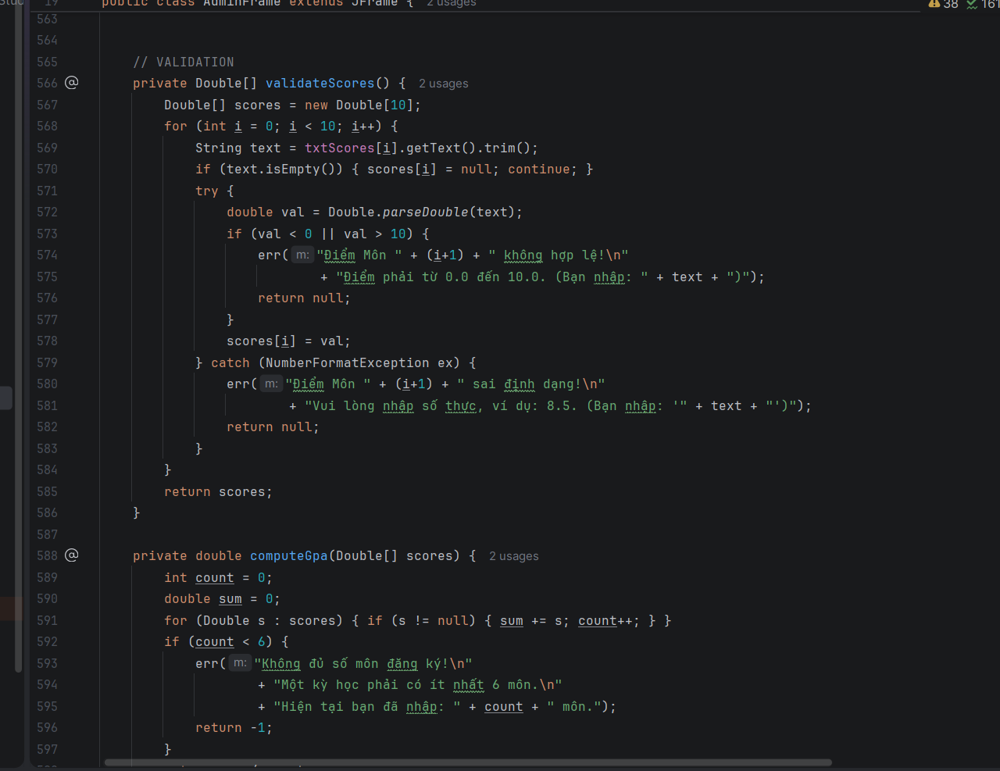 public class AdminFrame extends JFrame { 2 usages
38 161
563
564
565 // VALIDATION
566 @ private Double[] validateScores() { 2 usages
567 Double[] scores = new Double[10];
568 for (int i = 0; i < 10; i++) {
569 String text = txtScores[i].getText().trim();
570 if (text.isEmpty()) { scores[i] = null; continue; }
571 try {
572 double val = Double.parseDouble(text);
573 if (val < 0 || val > 10) {
574 err( m: "Điểm Môn " + (i+1) + " không hợp lệ!\n"
575 + "Điểm phải từ 0.0 đến 10.0. (Bạn nhập: " + text + ")");
576 return null;
577 }
578 scores[i] = val;
579 } catch (NumberFormatException ex) {
580 err( m: "Điểm Môn " + (i+1) + " sai định dạng!\n"
581 + "Vui lòng nhập số thực, ví dụ: 8.5. (Bạn nhập: '" + text + "')");
582 return null;
583 }
584 }
585 return scores;
586 }
587
588 @ private double computeGpa(Double[] scores) { 2 usages
589 int count = 0;
590 double sum = 0;
591 for (Double s : scores) { if (s != null) { sum += s; count++; } }
592 if (count < 6) {
593 err( m: "Không đủ số môn đăng ký!\n"
594 + "Một kỳ học phải có ít nhất 6 môn.\n"
595 + "Hiện tại bạn đã nhập: " + count + " môn.");
596 return -1;
597 }